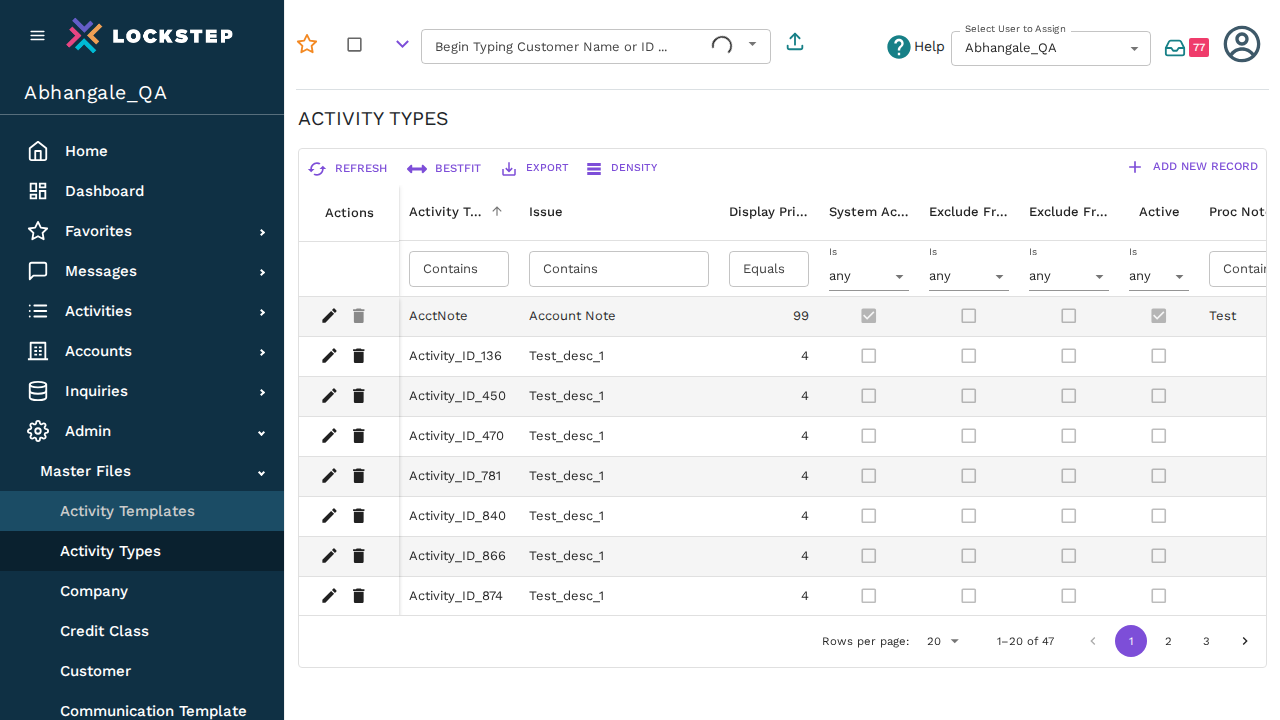 LOCKSTEP
Abhangale_QA
Home
Dashboard
Favorites
Messages
Activities
Accounts
Inquiries
Admin
Master Files
Activity Templates
Activity Types
Company
Credit Class
Customer
Communication Template
Begin Typing Customer Name or ID ...
Help
Select User to Assign
Abhangale_QA
77
ACTIVITY TYPES
REFRESH BESTFIT EXPORT DENSITY ADD NEW RECORD
Actions Activity T... Issue Display Pri... System Ac... Exclude Fr... Exclude Fr... Active Proc Note
Is Is Is Is
Contains Contains Equals any any any any Contain
AcctNote Account Note 99 Test
Activity_ID_136 Test_desc_1 4
Activity_ID_450 Test_desc_1 4
Activity_ID_470 Test_desc_1 4
Activity_ID_781 Test_desc_1 4
Activity_ID_840 Test_desc_1 4
Activity_ID_866 Test_desc_1 4
Activity_ID_874 Test_desc_1 4
Rows per page: 20 1–20 of 47 1 2 3